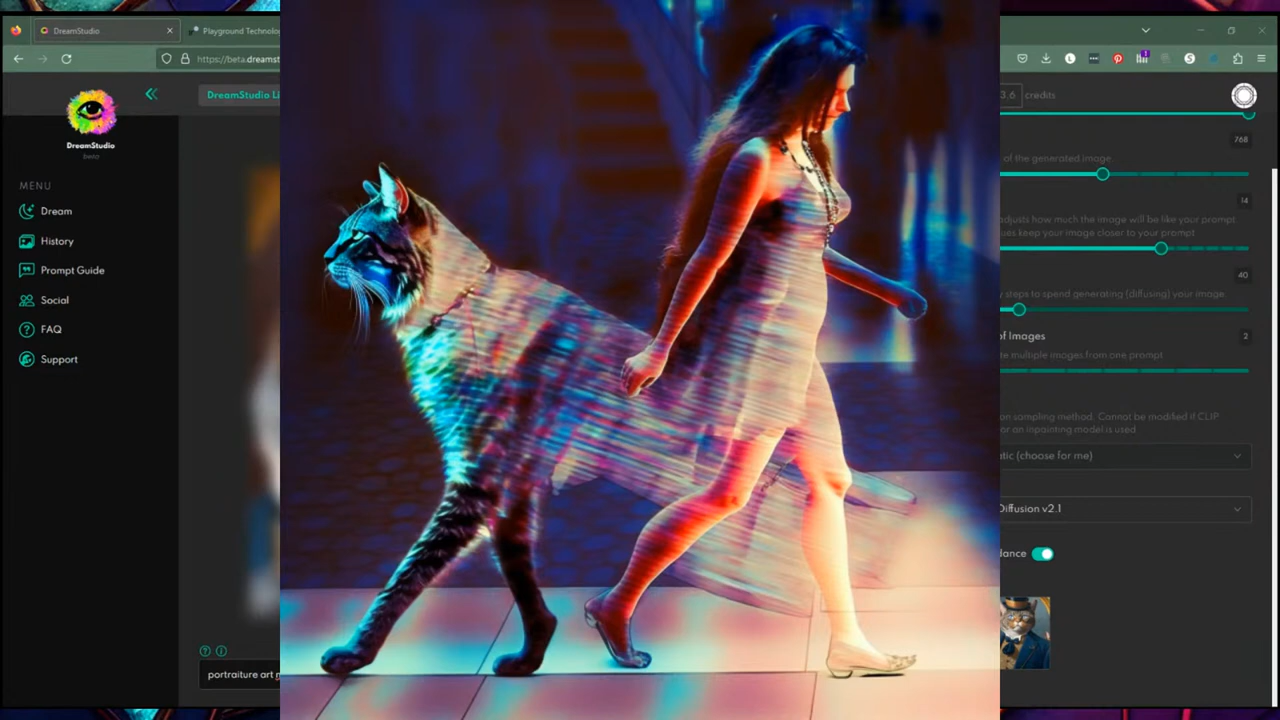 DreamStudio
Playground Technolo
https://beta.dreamst
DreamStudio
beta
DreamStudio Li
MENU
Dream
History
Prompt Guide
Social
FAQ
Support
portraiture art
3.6 credits
768
of the generated image.
14
adjusts how much the image will be like your prompt
ues keep your image closer to your prompt
40
y steps to spend generating (diffusing) your image.
of Images
2
te multiple images from one prompt
on sampling method. Cannot be modified if CLIP
or an inpainting model is used
atic (choose for me)
Diffusion v2.1
dance